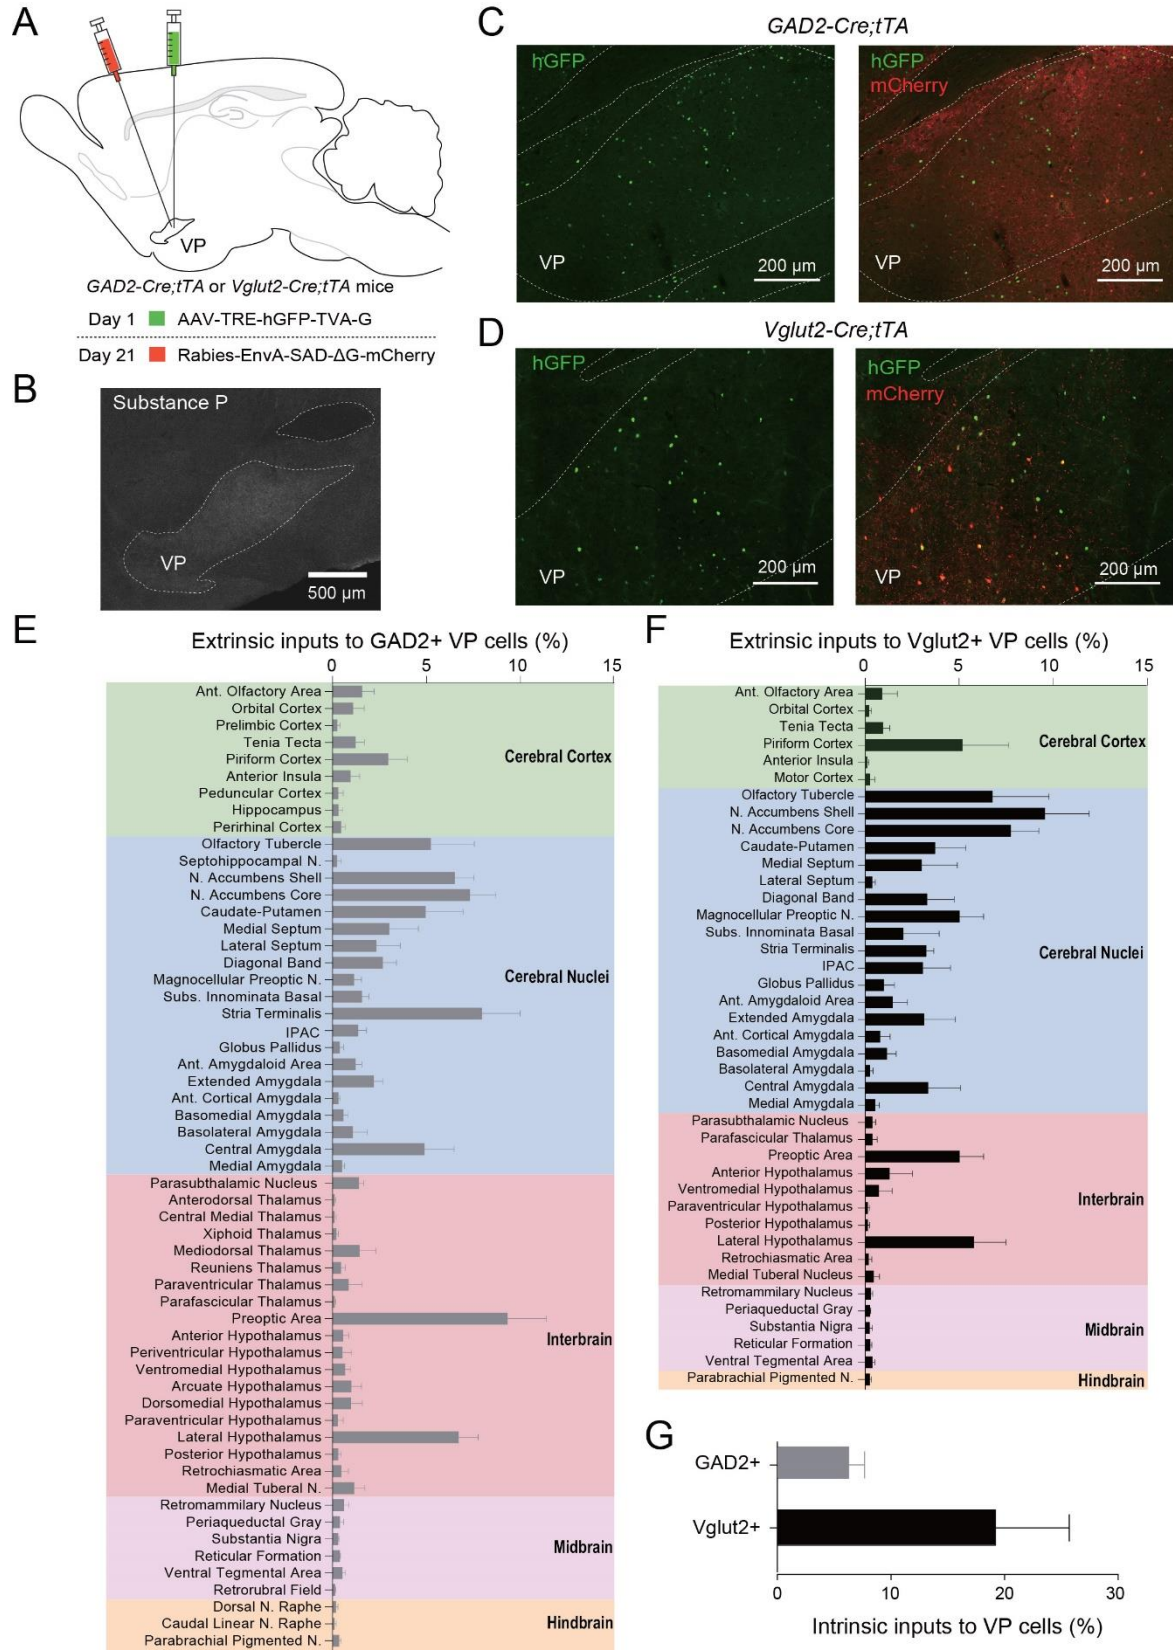 A
VP
GAD2-Cre;tTA or Vglut2-Cre;tTA mice
Day 1 AAV-TRE-hGFP-TVA-G
Day 21 Rabies-EnvA-SAD-ΔG-mCherry
B
Substance P
VP
500 µm
C
GAD2-Cre;tTA
hGFP
VP
200 µm
hGFP
mCherry
200 µm
D
Vglut2-Cre;tTA
hGFP
VP
200 µm
hGFP
mCherry
VP
200 µm
E
Extrinsic inputs to GAD2+ VP cells (%)
0 5 10 15
Ant. Olfactory Area
Orbital Cortex
Prelimbic Cortex
Tenia Tecta
Piriform Cortex
Anterior Insula
Peduncular Cortex
Hippocampus
Perirhinal Cortex
Cerebral Cortex
Olfactory Tubercle
Septohippocampal N.
N. Accumbens Shell
N. Accumbens Core
Caudate-Putamen
Medial Septum
Lateral Septum
Diagonal Band
Magnocellular Preoptic N.
Subs. Innominata Basal
Stria Terminalis
IPAC
Globus Pallidus
Ant. Amygdaloid Area
Extended Amygdala
Ant. Cortical Amygdala
Basomedial Amygdala
Basolateral Amygdala
Central Amygdala
Medial Amygdala
Cerebral Nuclei
Parasubthalamic Nucleus
Anterodorsal Thalamus
Central Medial Thalamus
Xiphoid Thalamus
Mediodorsal Thalamus
Reuniens Thalamus
Paraventricular Thalamus
Parafascicular Thalamus
Preoptic Area
Anterior Hypothalamus
Periventricular Hypothalamus
Ventromedial Hypothalamus
Arcuate Hypothalamus
Dorsomedial Hypothalamus
Paraventricular Hypothalamus
Lateral Hypothalamus
Posterior Hypothalamus
Retrochiasmatic Area
Medial Tuberal N.
Interbrain
Retromammilary Nucleus
Periaqueductal Gray
Substantia Nigra
Reticular Formation
Ventral Tegmental Area
Retrorubral Field
Midbrain
Dorsal N. Raphe
Caudal Linear N. Raphe
Parabrachial Pigmented N.
Hindbrain
F
Extrinsic inputs to Vglut2+ VP cells (%)
0 5 10 15
Ant. Olfactory Area
Orbital Cortex
Tenia Tecta
Piriform Cortex
Anterior Insula
Motor Cortex
Cerebral Cortex
Olfactory Tubercle
N. Accumbens Shell
N. Accumbens Core
Caudate-Putamen
Medial Septum
Lateral Septum
Diagonal Band
Magnocellular Preoptic N.
Subs. Innominata Basal
Stria Terminalis
IPAC
Globus Pallidus
Ant. Amygdaloid Area
Extended Amygdala
Ant. Cortical Amygdala
Basomedial Amygdala
Basolateral Amygdala
Central Amygdala
Medial Amygdala
Cerebral Nuclei
Parasubthalamic Nucleus
Parafascicular Thalamus
Preoptic Area
Anterior Hypothalamus
Ventromedial Hypothalamus
Paraventricular Hypothalamus
Posterior Hypothalamus
Lateral Hypothalamus
Retrochiasmatic Area
Medial Tuberal Nucleus
Interbrain
Retromammilary Nucleus
Periaqueductal Gray
Substantia Nigra
Reticular Formation
Ventral Tegmental Area
Midbrain
Parabrachial Pigmented N.
Hindbrain
G
GAD2+
Vglut2+
0 10 20 30
Intrinsic inputs to VP cells (%)